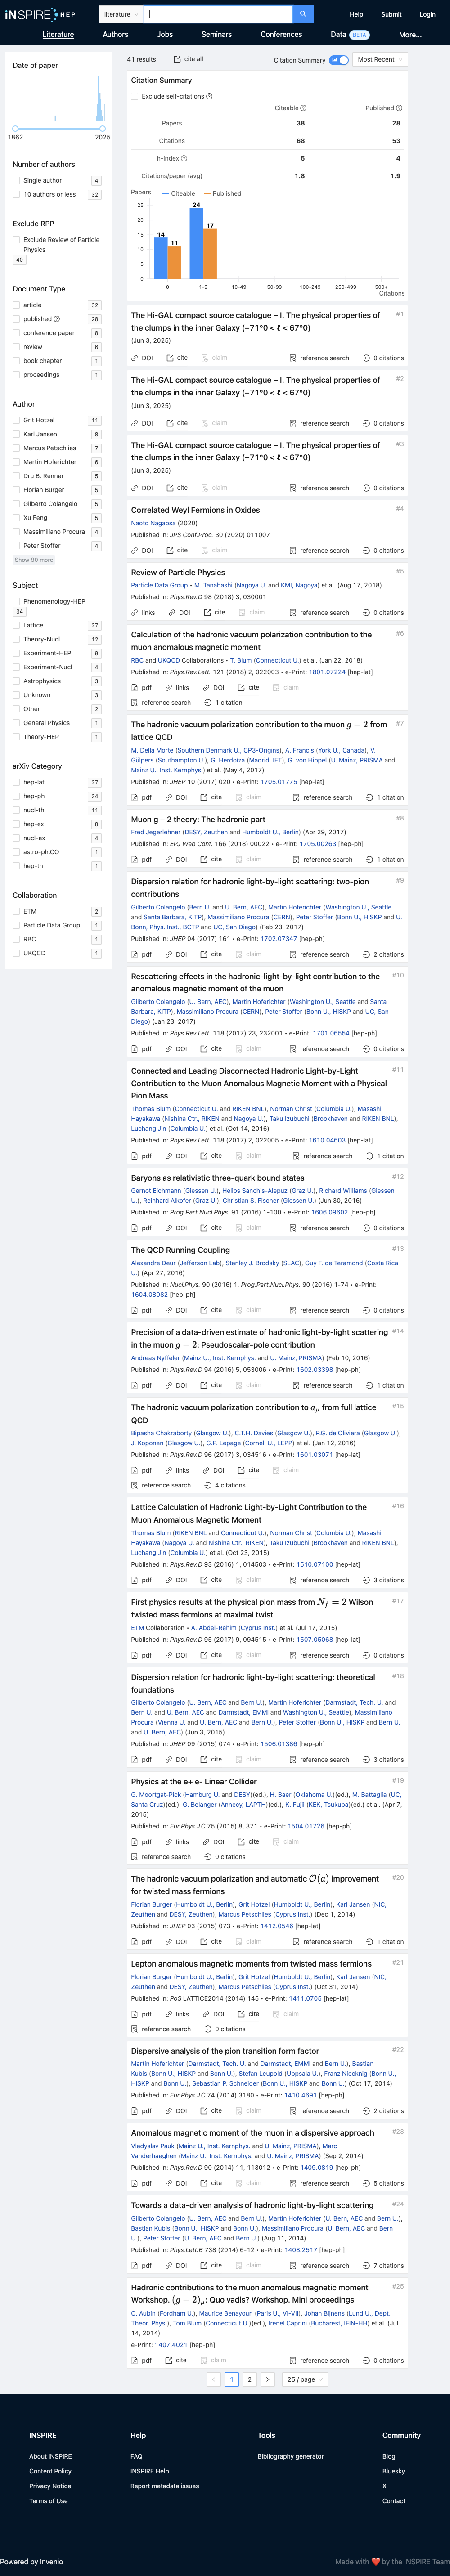 iNSPIRE HEP
literature
Help
Submit
Login
Literature
Authors
Jobs
Seminars
Conferences
Data BETA
More...
Date of paper
1862
2025
Number of authors
Single author 4
10 authors or less 32
Exclude RPP
Exclude Review of Particle
Physics
40
Document Type
article 32
published 28
conference paper 8
review 6
book chapter 1
proceedings 1
Author
Grit Hotzel 11
Karl Jansen 8
Marcus Petschlies 7
Martin Hoferichter 6
Dru B. Renner 5
Florian Burger 5
Gilberto Colangelo 5
Xu Feng 5
Massimiliano Procura 4
Peter Stoffer 4
Show 90 more
Subject
Phenomenology-HEP
34
Lattice 27
Theory-Nucl 12
Experiment-HEP 9
Experiment-Nucl 4
Astrophysics 3
Unknown 3
Other 2
General Physics 1
Theory-HEP 1
arXiv Category
hep-lat 27
hep-ph 24
nucl-th 11
hep-ex 8
nucl-ex 4
astro-ph.CO 1
hep-th 1
Collaboration
ETM 2
Particle Data Group 1
RBC 1
UKQCD 1
41 results | cite all
Citation Summary
Most Recent
Citation Summary
Exclude self-citations
Citeable Published
Papers 38 28
Citations 68 53
h-index 5 4
Citations/paper (avg) 1.8 1.9
Papers Citeable Published
25
20
15
10
5
0
14
11
24
17
0 1-9 10-49 50-99 100-249 250-499 500+
Citations
The Hi-GAL compact source catalogue – I. The physical properties of #1
the clumps in the inner Galaxy (−71°0 < ℓ < 67°0)
(Jun 3, 2025)
DOI cite claim reference search 0 citations
The Hi-GAL compact source catalogue – I. The physical properties of #2
the clumps in the inner Galaxy (−71°0 < ℓ < 67°0)
(Jun 3, 2025)
DOI cite claim reference search 0 citations
The Hi-GAL compact source catalogue – I. The physical properties of #3
the clumps in the inner Galaxy (−71°0 < ℓ < 67°0)
(Jun 3, 2025)
DOI cite claim reference search 0 citations
Correlated Weyl Fermions in Oxides #4
Naoto Nagaosa (2020)
Published in: JPS Conf.Proc. 30 (2020) 011007
DOI cite claim reference search 0 citations
Review of Particle Physics #5
Particle Data Group • M. Tanabashi (Nagoya U. and KMI, Nagoya) et al. (Aug 17, 2018)
Published in: Phys.Rev.D 98 (2018) 3, 030001
links DOI cite claim reference search 0 citations
Calculation of the hadronic vacuum polarization contribution to the #6
muon anomalous magnetic moment
RBC and UKQCD Collaborations • T. Blum (Connecticut U.) et al. (Jan 22, 2018)
Published in: Phys.Rev.Lett. 121 (2018) 2, 022003 • e-Print: 1801.07224 [hep-lat]
pdf links DOI cite claim
reference search 1 citation
The hadronic vacuum polarization contribution to the muon g − 2 from #7
lattice QCD
M. Della Morte (Southern Denmark U., CP3-Origins), A. Francis (York U., Canada), V.
Gülpers (Southampton U.), G. Herdoíza (Madrid, IFT), G. von Hippel (U. Mainz, PRISMA and
Mainz U., Inst. Kernphys.) et al. (May 4, 2017)
Published in: JHEP 10 (2017) 020 • e-Print: 1705.01775 [hep-lat]
pdf DOI cite claim reference search 1 citation
Muon g – 2 theory: The hadronic part #8
Fred Jegerlehner (DESY, Zeuthen and Humboldt U., Berlin) (Apr 29, 2017)
Published in: EPJ Web Conf. 166 (2018) 00022 • e-Print: 1705.00263 [hep-ph]
pdf DOI cite claim reference search 1 citation
Dispersion relation for hadronic light-by-light scattering: two-pion #9
contributions
Gilberto Colangelo (Bern U. and U. Bern, AEC), Martin Hoferichter (Washington U., Seattle
and Santa Barbara, KITP), Massimiliano Procura (CERN), Peter Stoffer (Bonn U., HISKP and U.
Bonn, Phys. Inst., BCTP and UC, San Diego) (Feb 23, 2017)
Published in: JHEP 04 (2017) 161 • e-Print: 1702.07347 [hep-ph]
pdf DOI cite claim reference search 2 citations
Rescattering effects in the hadronic-light-by-light contribution to the #10
anomalous magnetic moment of the muon
Gilberto Colangelo (U. Bern, AEC), Martin Hoferichter (Washington U., Seattle and Santa
Barbara, KITP), Massimiliano Procura (CERN), Peter Stoffer (Bonn U., HISKP and UC, San
Diego) (Jan 23, 2017)
Published in: Phys.Rev.Lett. 118 (2017) 23, 232001 • e-Print: 1701.06554 [hep-ph]
pdf DOI cite claim reference search 0 citations
Connected and Leading Disconnected Hadronic Light-by-Light #11
Contribution to the Muon Anomalous Magnetic Moment with a Physical
Pion Mass
Thomas Blum (Connecticut U. and RIKEN BNL), Norman Christ (Columbia U.), Masashi
Hayakawa (Nishina Ctr., RIKEN and Nagoya U.), Taku Izubuchi (Brookhaven and RIKEN BNL),
Luchang Jin (Columbia U.) et al. (Oct 14, 2016)
Published in: Phys.Rev.Lett. 118 (2017) 2, 022005 • e-Print: 1610.04603 [hep-lat]
pdf DOI cite claim reference search 1 citation
Baryons as relativistic three-quark bound states #12
Gernot Eichmann (Giessen U.), Helios Sanchis-Alepuz (Graz U.), Richard Williams (Giessen
U.), Reinhard Alkofer (Graz U.), Christian S. Fischer (Giessen U.) (Jun 30, 2016)
Published in: Prog.Part.Nucl.Phys. 91 (2016) 1-100 • e-Print: 1606.09602 [hep-ph]
pdf DOI cite claim reference search 0 citations
The QCD Running Coupling #13
Alexandre Deur (Jefferson Lab), Stanley J. Brodsky (SLAC), Guy F. de Teramond (Costa Rica
U.) (Apr 27, 2016)
Published in: Nucl.Phys. 90 (2016) 1, Prog.Part.Nucl.Phys. 90 (2016) 1-74 • e-Print:
1604.08082 [hep-ph]
pdf DOI cite claim reference search 0 citations
Precision of a data-driven estimate of hadronic light-by-light scattering #14
in the muon g − 2: Pseudoscalar-pole contribution
Andreas Nyffeler (Mainz U., Inst. Kernphys. and U. Mainz, PRISMA) (Feb 10, 2016)
Published in: Phys.Rev.D 94 (2016) 5, 053006 • e-Print: 1602.03398 [hep-ph]
pdf DOI cite claim reference search 1 citation
The hadronic vacuum polarization contribution to aμ from full lattice #15
QCD
Bipasha Chakraborty (Glasgow U.), C.T.H. Davies (Glasgow U.), P.G. de Oliveira (Glasgow U.),
J. Koponen (Glasgow U.), G.P. Lepage (Cornell U., LEPP) et al. (Jan 12, 2016)
Published in: Phys.Rev.D 96 (2017) 3, 034516 • e-Print: 1601.03071 [hep-lat]
pdf links DOI cite claim
reference search 4 citations
Lattice Calculation of Hadronic Light-by-Light Contribution to the #16
Muon Anomalous Magnetic Moment
Thomas Blum (RIKEN BNL and Connecticut U.), Norman Christ (Columbia U.), Masashi
Hayakawa (Nagoya U. and Nishina Ctr., RIKEN), Taku Izubuchi (Brookhaven and RIKEN BNL),
Luchang Jin (Columbia U.) et al. (Oct 23, 2015)
Published in: Phys.Rev.D 93 (2016) 1, 014503 • e-Print: 1510.07100 [hep-lat]
pdf DOI cite claim reference search 3 citations
First physics results at the physical pion mass from Nf = 2 Wilson #17
twisted mass fermions at maximal twist
ETM Collaboration • A. Abdel-Rehim (Cyprus Inst.) et al. (Jul 17, 2015)
Published in: Phys.Rev.D 95 (2017) 9, 094515 • e-Print: 1507.05068 [hep-lat]
pdf DOI cite claim reference search 0 citations
Dispersion relation for hadronic light-by-light scattering: theoretical #18
foundations
Gilberto Colangelo (U. Bern, AEC and Bern U.), Martin Hoferichter (Darmstadt, Tech. U. and
Bern U. and U. Bern, AEC and Darmstadt, EMMI and Washington U., Seattle), Massimiliano
Procura (Vienna U. and U. Bern, AEC and Bern U.), Peter Stoffer (Bonn U., HISKP and Bern U.
and U. Bern, AEC) (Jun 3, 2015)
Published in: JHEP 09 (2015) 074 • e-Print: 1506.01386 [hep-ph]
pdf DOI cite claim reference search 3 citations
Physics at the e+ e- Linear Collider #19
G. Moortgat-Pick (Hamburg U. and DESY)(ed.), H. Baer (Oklahoma U.)(ed.), M. Battaglia (UC,
Santa Cruz)(ed.), G. Belanger (Annecy, LAPTH)(ed.), K. Fujii (KEK, Tsukuba)(ed.) et al. (Apr 7,
2015)
Published in: Eur.Phys.J.C 75 (2015) 8, 371 • e-Print: 1504.01726 [hep-ph]
pdf links DOI cite claim
reference search 0 citations
The hadronic vacuum polarization and automatic O(a) improvement #20
for twisted mass fermions
Florian Burger (Humboldt U., Berlin), Grit Hotzel (Humboldt U., Berlin), Karl Jansen (NIC,
Zeuthen and DESY, Zeuthen), Marcus Petschlies (Cyprus Inst.) (Dec 1, 2014)
Published in: JHEP 03 (2015) 073 • e-Print: 1412.0546 [hep-lat]
pdf DOI cite claim reference search 1 citation
Lepton anomalous magnetic moments from twisted mass fermions #21
Florian Burger (Humboldt U., Berlin), Grit Hotzel (Humboldt U., Berlin), Karl Jansen (NIC,
Zeuthen and DESY, Zeuthen), Marcus Petschlies (Cyprus Inst.) (Oct 31, 2014)
Published in: PoS LATTICE2014 (2014) 145 • e-Print: 1411.0705 [hep-lat]
pdf links DOI cite claim
reference search 0 citations
Dispersive analysis of the pion transition form factor #22
Martin Hoferichter (Darmstadt, Tech. U. and Darmstadt, EMMI and Bern U.), Bastian
Kubis (Bonn U., HISKP and Bonn U.), Stefan Leupold (Uppsala U.), Franz Niecknig (Bonn U.,
HISKP and Bonn U.), Sebastian P. Schneider (Bonn U., HISKP and Bonn U.) (Oct 17, 2014)
Published in: Eur.Phys.J.C 74 (2014) 3180 • e-Print: 1410.4691 [hep-ph]
pdf DOI cite claim reference search 2 citations
Anomalous magnetic moment of the muon in a dispersive approach #23
Vladyslav Pauk (Mainz U., Inst. Kernphys. and U. Mainz, PRISMA), Marc
Vanderhaeghen (Mainz U., Inst. Kernphys. and U. Mainz, PRISMA) (Sep 2, 2014)
Published in: Phys.Rev.D 90 (2014) 11, 113012 • e-Print: 1409.0819 [hep-ph]
pdf DOI cite claim reference search 5 citations
Towards a data-driven analysis of hadronic light-by-light scattering #24
Gilberto Colangelo (U. Bern, AEC and Bern U.), Martin Hoferichter (U. Bern, AEC and Bern U.),
Bastian Kubis (Bonn U., HISKP and Bonn U.), Massimiliano Procura (U. Bern, AEC and Bern
U.), Peter Stoffer (U. Bern, AEC and Bern U.) (Aug 11, 2014)
Published in: Phys.Lett.B 738 (2014) 6-12 • e-Print: 1408.2517 [hep-ph]
pdf DOI cite claim reference search 7 citations
Hadronic contributions to the muon anomalous magnetic moment #25
Workshop. (g − 2)μ: Quo vadis? Workshop. Mini proceedings
C. Aubin (Fordham U.), Maurice Benayoun (Paris U., VI-VII), Johan Bijnens (Lund U., Dept.
Theor. Phys.), Tom Blum (Connecticut U.)(ed.), Irenel Caprini (Bucharest, IFIN-HH) et al. (Jul
14, 2014)
e-Print: 1407.4021 [hep-ph]
pdf cite claim reference search 0 citations
1 2 25 / page
INSPIRE
About INSPIRE
Content Policy
Privacy Notice
Terms of Use
Help
FAQ
INSPIRE Help
Report metadata issues
Tools
Bibliography generator
Community
Blog
Bluesky
X
Contact
Powered by Invenio
Made with ❤ by the INSPIRE Team